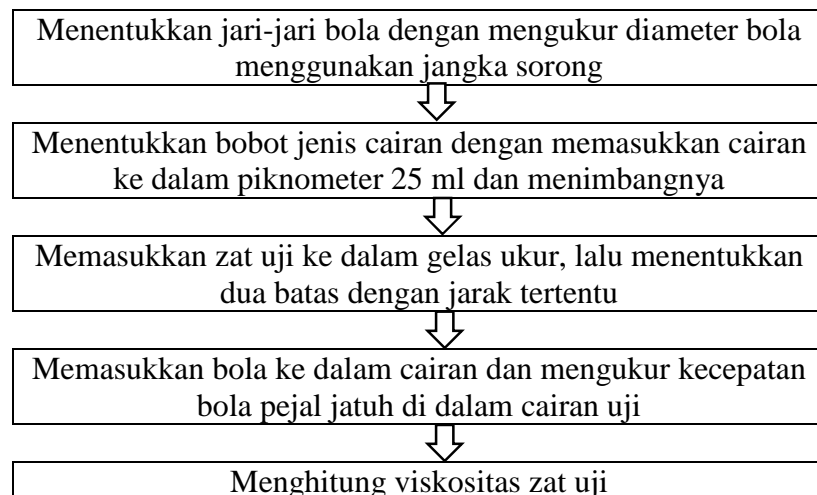 Menentukkan jari-jari bola dengan mengukur diameter bola
menggunakan jangka sorong
Menentukkan bobot jenis cairan dengan memasukkan cairan
ke dalam piknometer 25 ml dan menimbangnya
Memasukkan zat uji ke dalam gelas ukur, lalu menentukkan
dua batas dengan jarak tertentu
Memasukkan bola ke dalam cairan dan mengukur kecepatan
bola pejal jatuh di dalam cairan uji
Menghitung viskositas zat uji